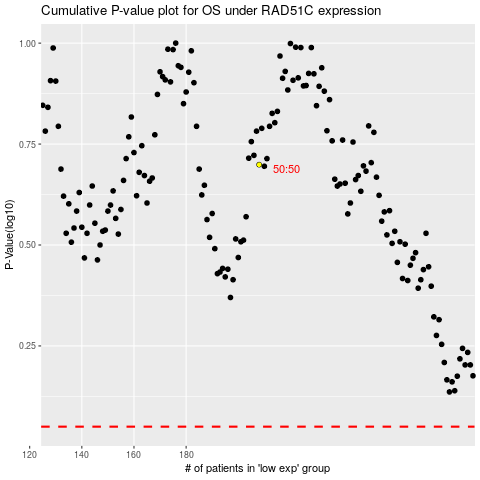 Cumulative P-value plot for OS under RAD51C expression
P-Value(log10)
1.00
0.75
0.50
0.25
50:50
120 140 160 180
# of patients in 'low exp' group